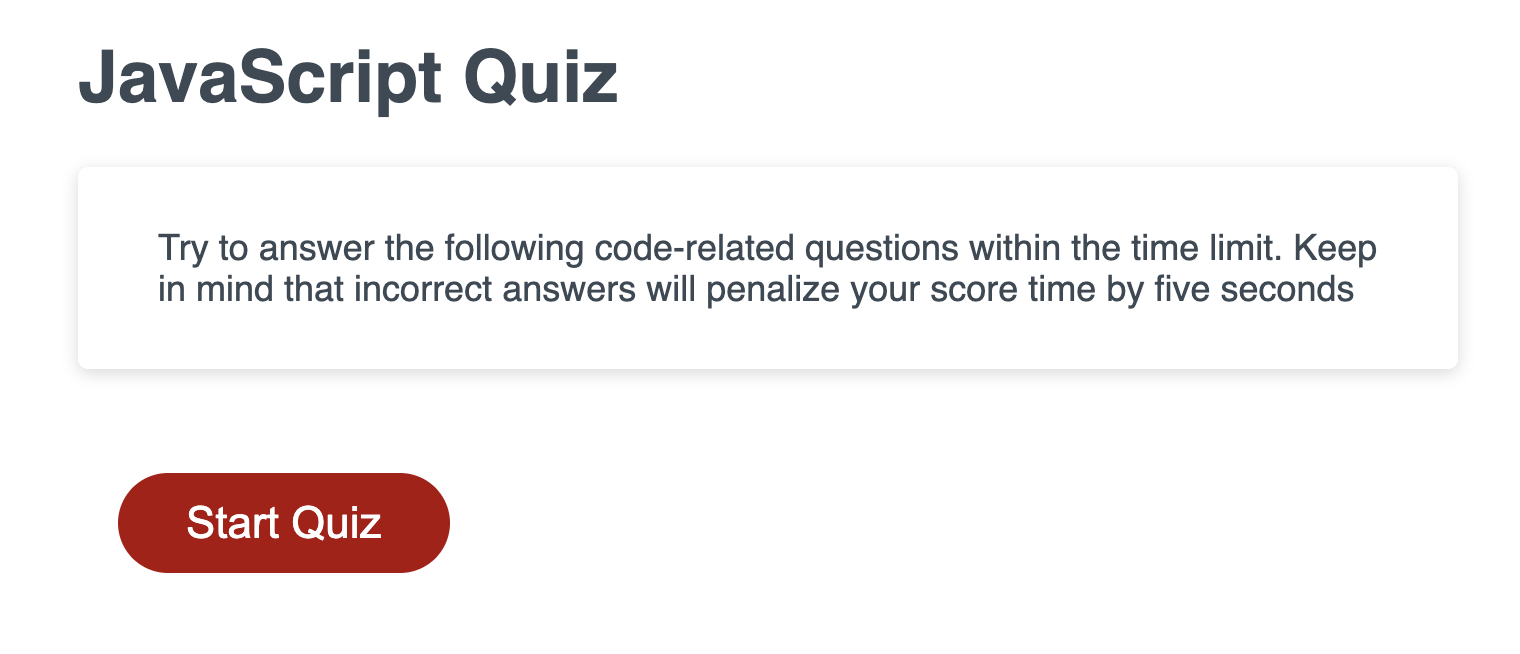 JavaScript Quiz
Try to answer the following code-related questions within the time limit. Keep
in mind that incorrect answers will penalize your score time by five seconds
Start Quiz